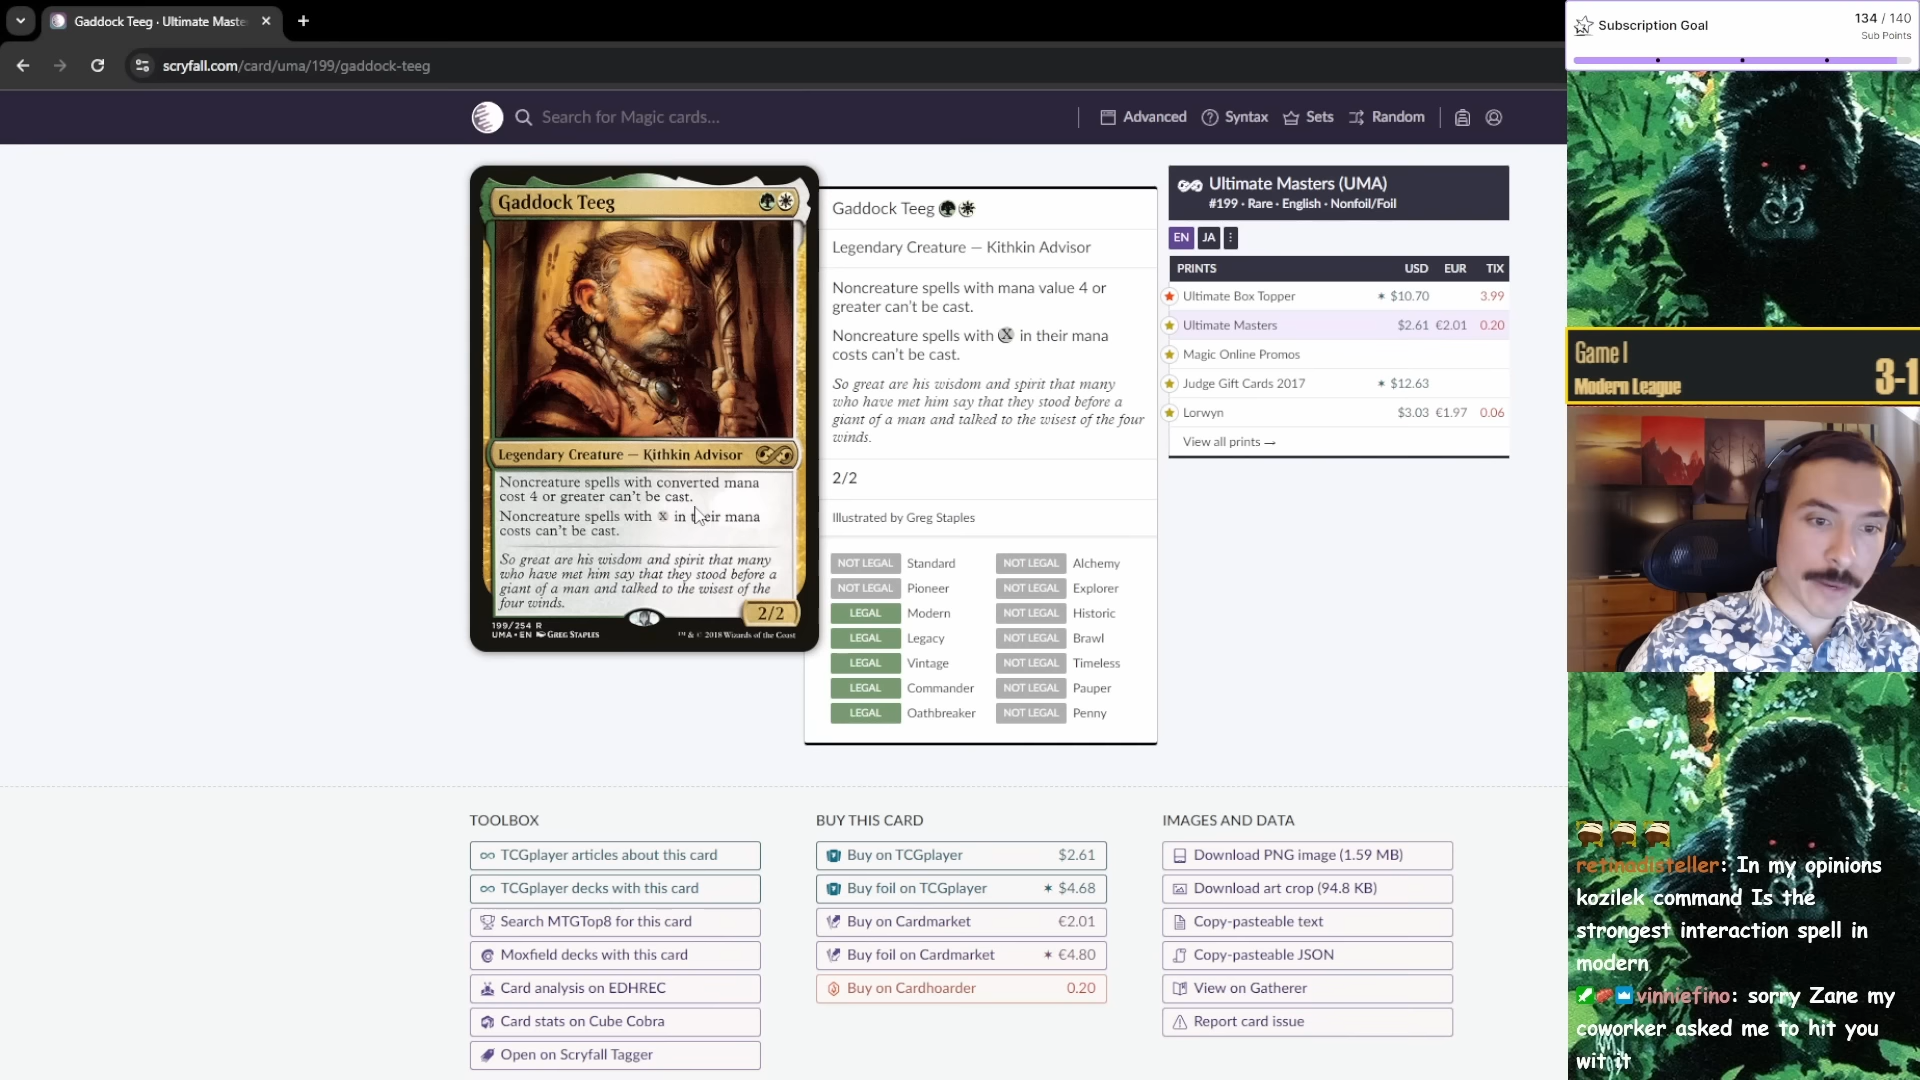 Gaddock Teeg · Ultimate Maste
scryfall.com/card/uma/199/gaddock-teeg
Search for Magic cards...
Advanced
Syntax
Sets
Random
Gaddock Teeg
Legendary Creature — Kithkin Advisor
Noncreature spells with converted mana
cost 4 or greater can't be cast.
Noncreature spells with X in their mana
costs can't be cast.
So great are his wisdom and spirit that many
who have met him say that they stood before a
giant of a man and talked to the wisest of the
four winds.
2/2
199/254 R
UMA • EN GREG STAPLES
™ & © 2018 Wizards of the Coast
Gaddock Teeg
Legendary Creature — Kithkin Advisor
Noncreature spells with mana value 4 or
greater can't be cast.
Noncreature spells with X in their mana
costs can't be cast.
So great are his wisdom and spirit that many
who have met him say that they stood before a
giant of a man and talked to the wisest of the four
winds.
2/2
Illustrated by Greg Staples
NOT LEGAL Standard NOT LEGAL Alchemy
NOT LEGAL Pioneer NOT LEGAL Explorer
LEGAL Modern NOT LEGAL Historic
LEGAL Legacy NOT LEGAL Brawl
LEGAL Vintage NOT LEGAL Timeless
LEGAL Commander NOT LEGAL Pauper
LEGAL Oathbreaker NOT LEGAL Penny
Ultimate Masters (UMA)
#199 · Rare · English · Nonfoil/Foil
EN JA
PRINTS USD EUR TIX
Ultimate Box Topper ✶ $10.70 3.99
Ultimate Masters $2.61 €2.01 0.20
Magic Online Promos
Judge Gift Cards 2017 ✶ $12.63
Lorwyn $3.03 €1.97 0.06
View all prints →
TOOLBOX
TCGplayer articles about this card
TCGplayer decks with this card
Search MTGTop8 for this card
Moxfield decks with this card
Card analysis on EDHREC
Card stats on Cube Cobra
Open on Scryfall Tagger
BUY THIS CARD
Buy on TCGplayer $2.61
Buy foil on TCGplayer ✶ $4.68
Buy on Cardmarket €2.01
Buy foil on Cardmarket ✶ €4.80
Buy on Cardhoarder 0.20
IMAGES AND DATA
Download PNG image (1.59 MB)
Download art crop (94.8 KB)
Copy-pasteable text
Copy-pasteable JSON
View on Gatherer
Report card issue
Subscription Goal
134 / 140
Sub Points
Game 1
Modern League
3-1
retinadisteller: In my opinions
kozilek command Is the
strongest interaction spell in
modern
vinniefino: sorry Zane my
coworker asked me to hit you
wit it